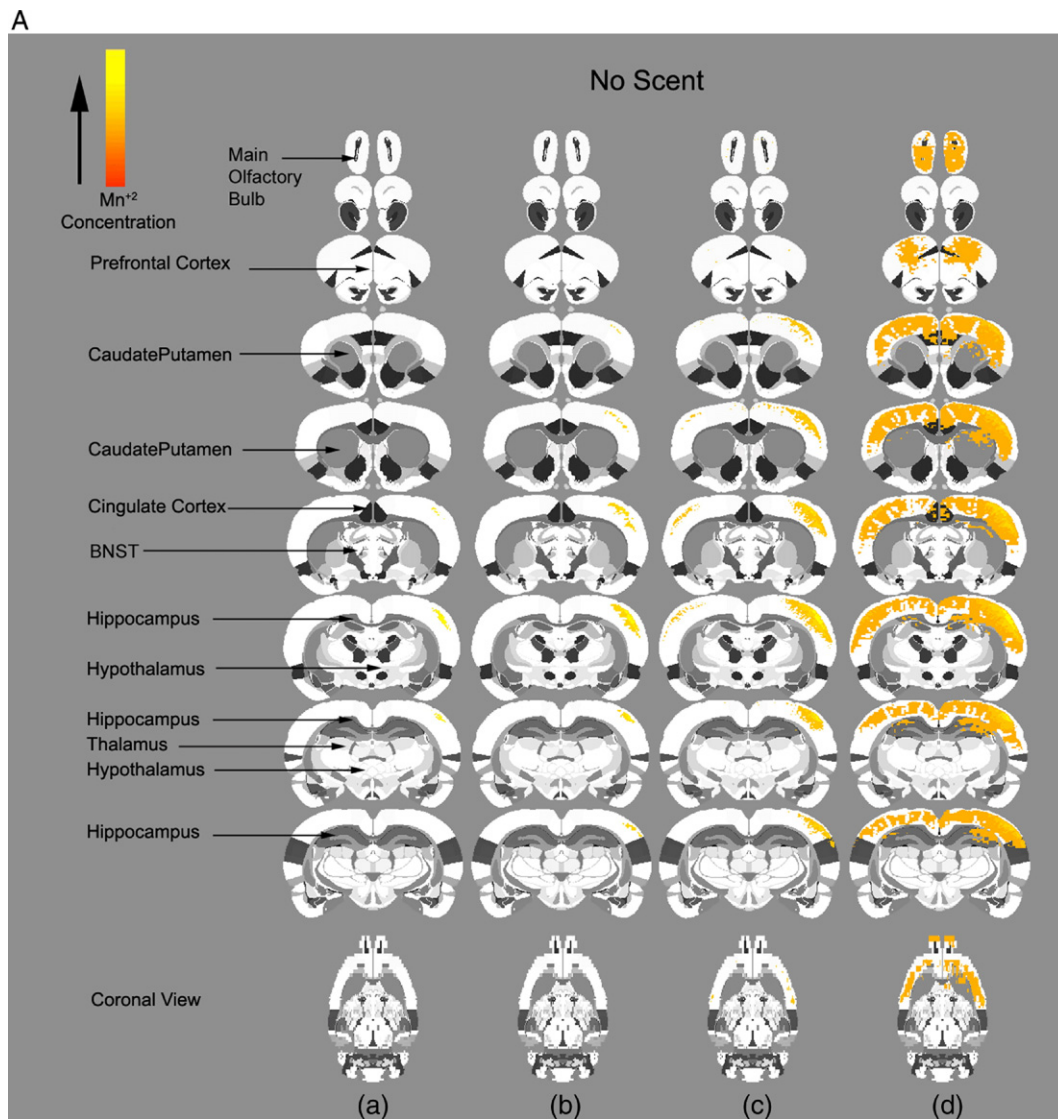 A
No Scent
Mn+2
Concentration
Main
Olfactory
Bulb
Prefrontal Cortex
CaudatePutamen
CaudatePutamen
Cingulate Cortex
BNST
Hippocampus
Hypothalamus
Hippocampus
Thalamus
Hypothalamus
Hippocampus
Coronal View
(a) (b) (c) (d)